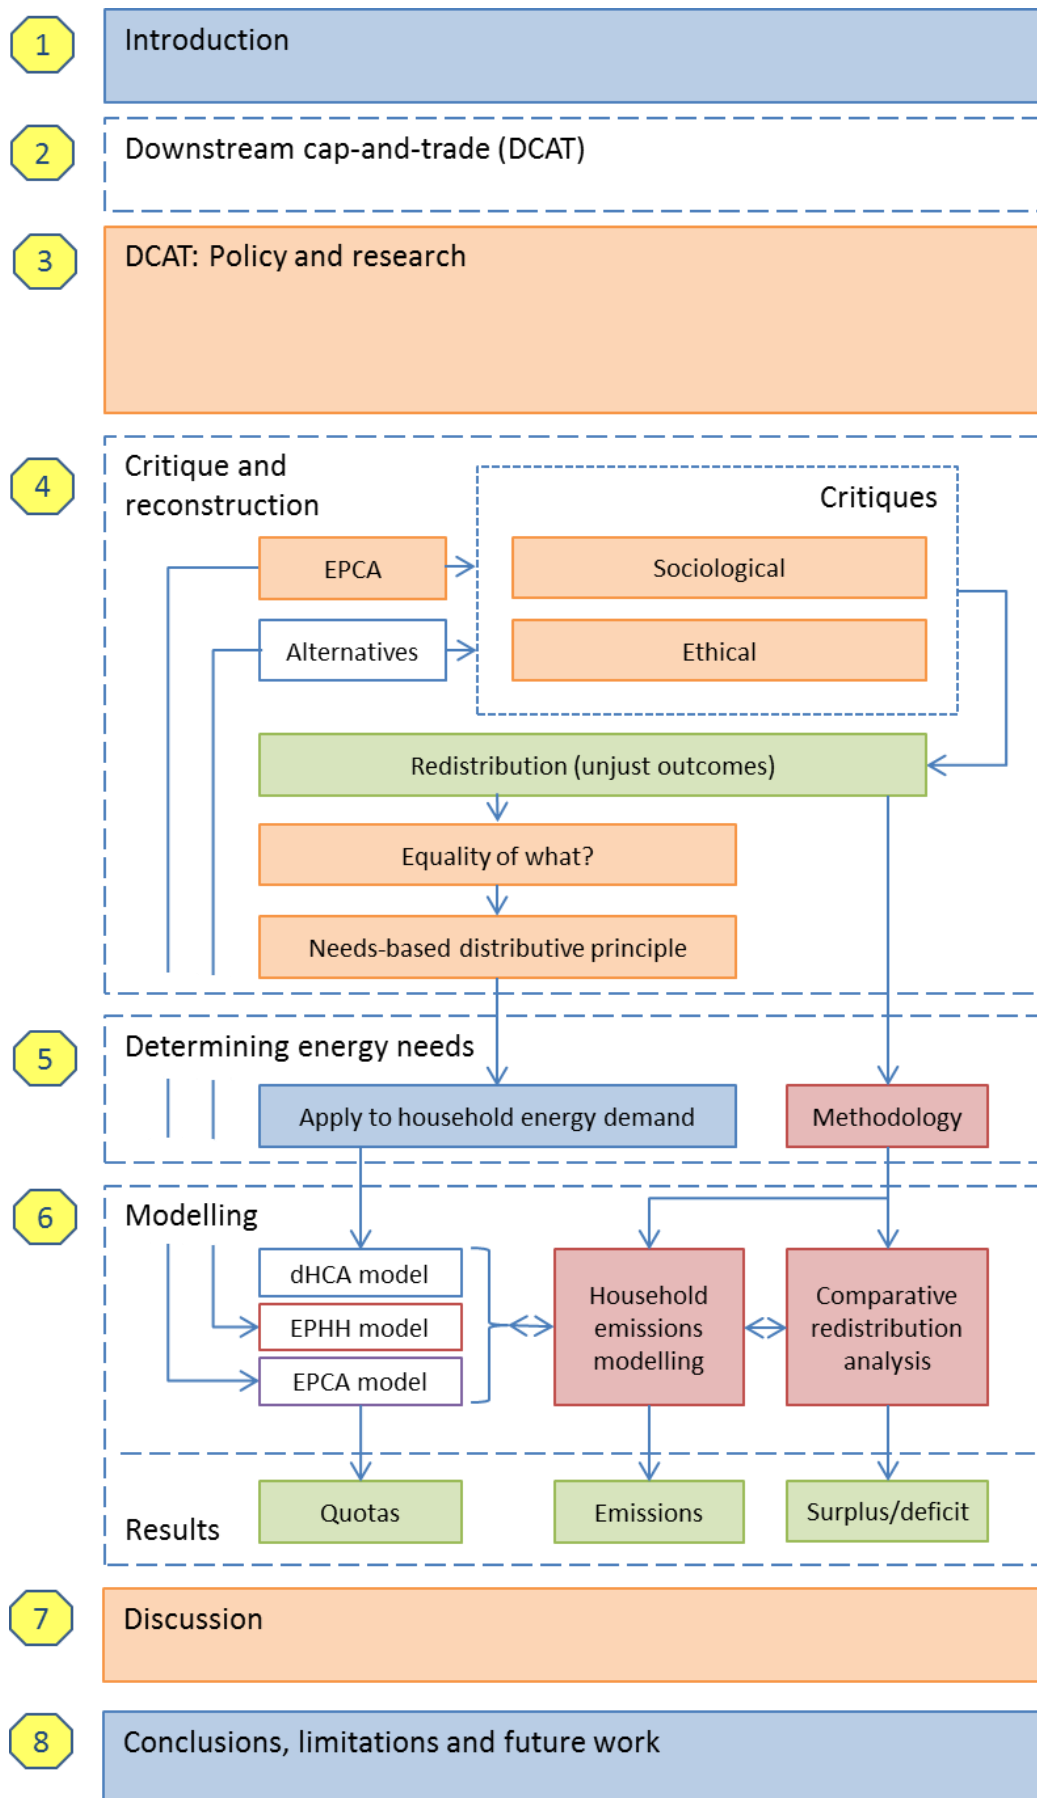 1
Introduction
2
Downstream cap-and-trade (DCAT)
3
DCAT: Policy and research
4
Critique and
reconstruction
Critiques
EPCA
Sociological
Alternatives
Ethical
Redistribution (unjust outcomes)
Equality of what?
Needs-based distributive principle
5
Determining energy needs
Apply to household energy demand
Methodology
6
Modelling
dHCA model
EPHH model
EPCA model
Household
emissions
modelling
Comparative
redistribution
analysis
Results
Quotas
Emissions
Surplus/deficit
7
Discussion
8
Conclusions, limitations and future work